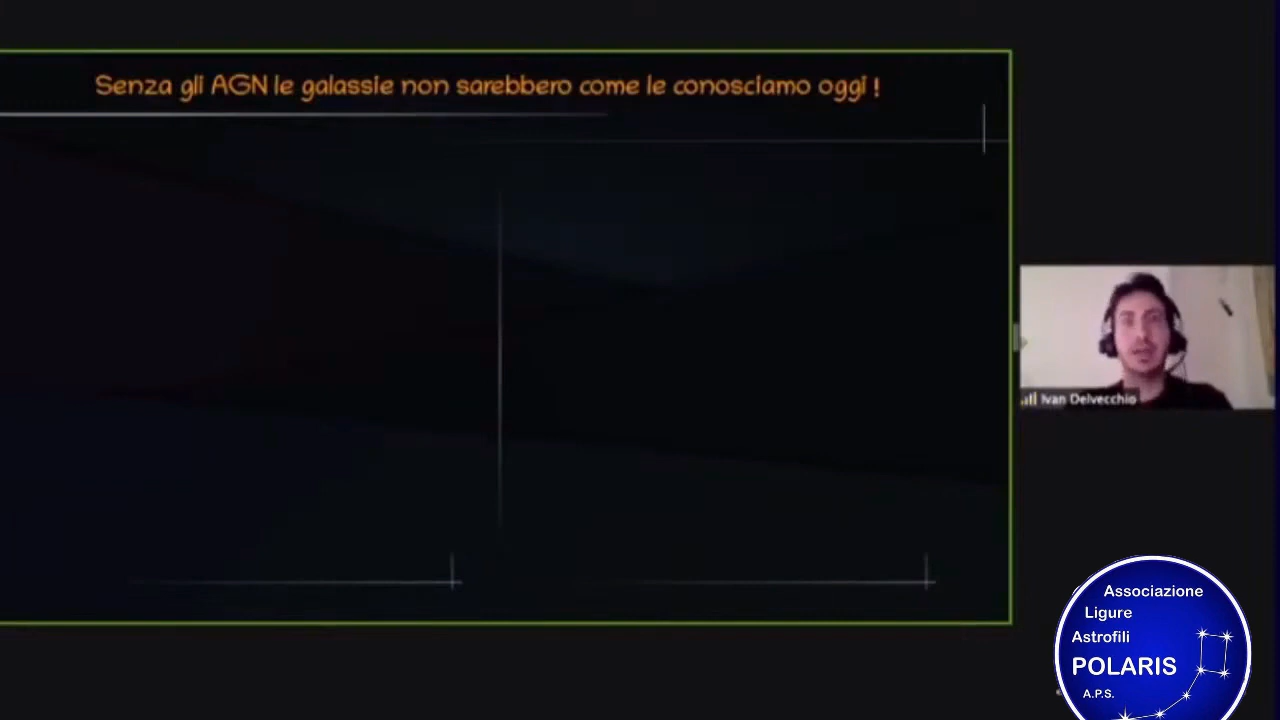 Senza gli AGN le galassie non sarebbero come le conosciamo oggi !
Ivan Delvecchio
Associazione
Ligure
Astrofili
POLARIS
A.P.S.